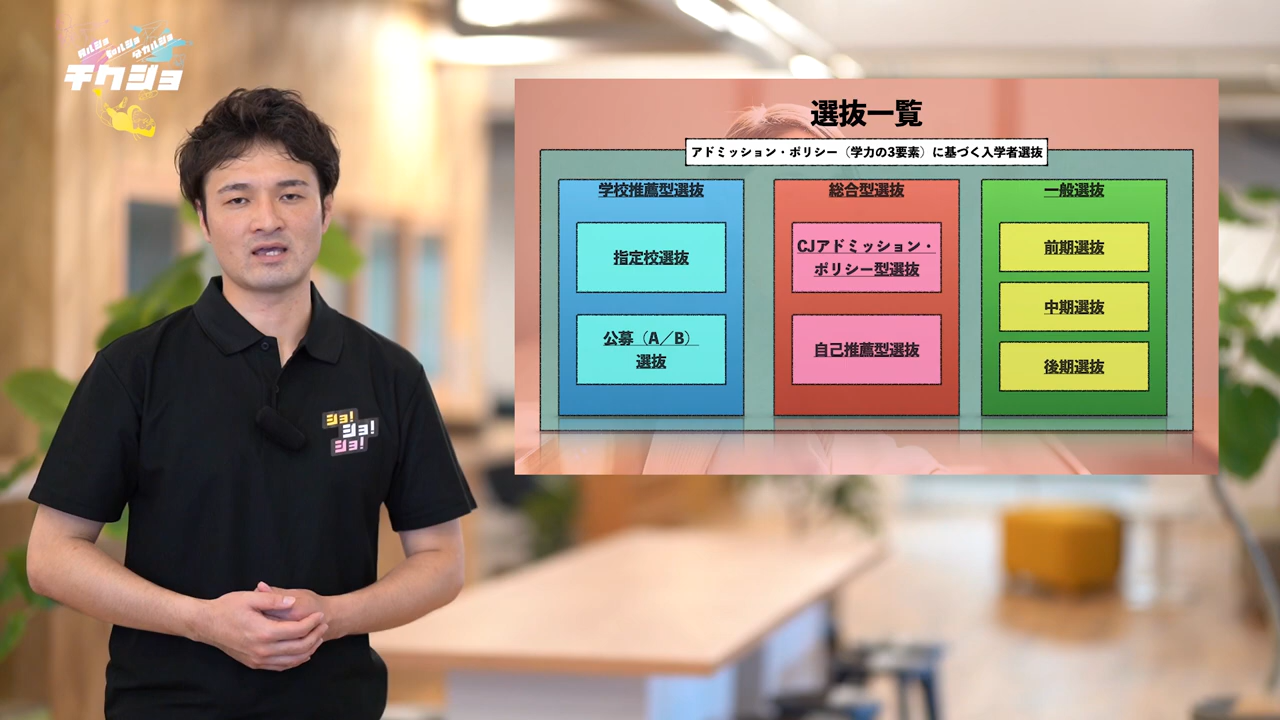 チクジョ
ショ!
ショ!
ショ!
選抜一覧
アドミッション・ポリシー（学力の3要素）に基づく入学者選抜
学校推薦型選抜
指定校選抜
公募（A／B）
選抜
総合型選抜
CJアドミッション・
ポリシー型選抜
自己推薦型選抜
一般選抜
前期選抜
中期選抜
後期選抜